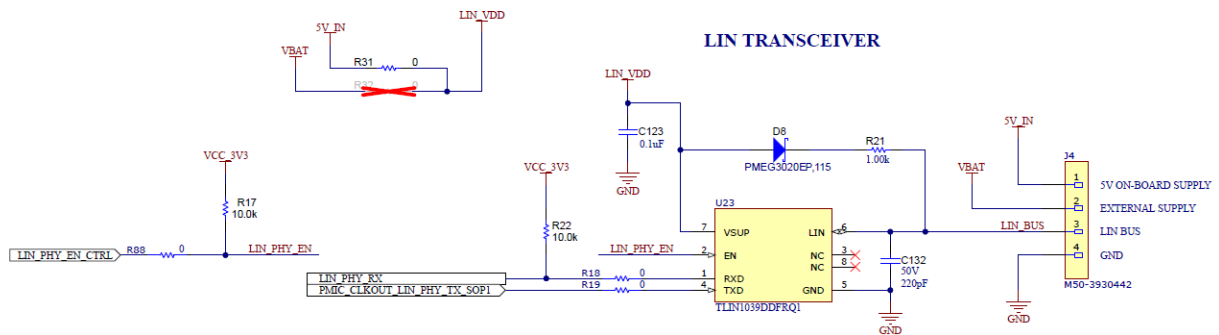 LIN_VDD
5V_IN
VBAT
R31 0
R32 0
LIN TRANSCEIVER
LIN_VDD
C123
0.1uF
GND
D8
PMEG3020EP,115
R21
1.00k
5V_IN
VBAT
J4
1 5V ON-BOARD SUPPLY
2 EXTERNAL SUPPLY
LIN_BUS 3 LIN BUS
4 GND
M50-3930442
GND
VCC_3V3
R17
10.0k
LIN_PHY_EN_CTRL R88 0 LIN_PHY_EN
VCC_3V3
R22
10.0k
LIN_PHY_EN
LIN_PHY_RX R18 0
PMIC_CLKOUT_LIN_PHY_TX_SOP1 R19 0
U23
7 VSUP LIN 6
2 EN NC 3
NC 8
1 RXD
4 TXD GND 5
TLIN1039DDFRQ1
C132
50V
220pF
GND